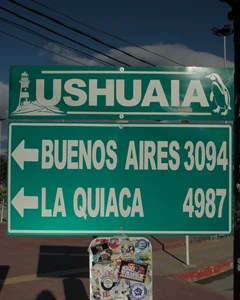 USHUAIA
BUENOS AIRES 3094
LA QUIACA 4987